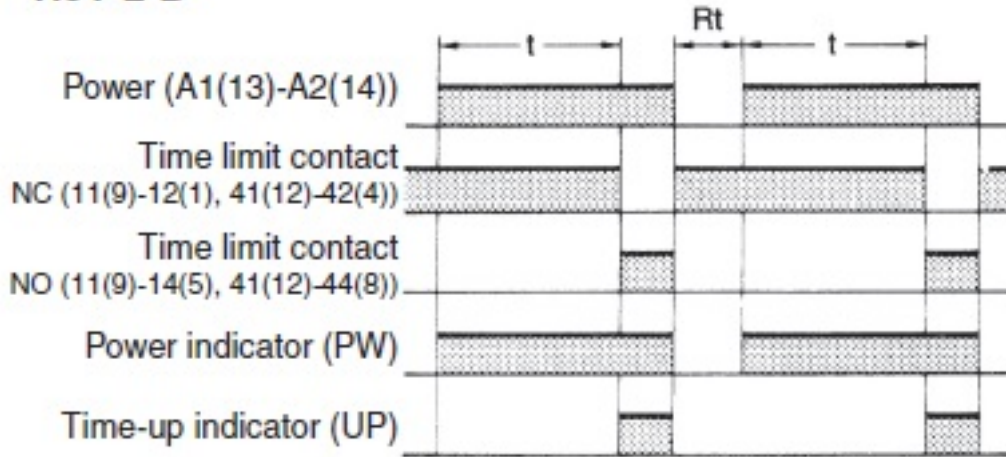 Rt
t
t
Power (A1(13)-A2(14))
Time limit contact
NC (11(9)-12(1), 41(12)-42(4))
Time limit contact
NO (11(9)-14(5), 41(12)-44(8))
Power indicator (PW)
Time-up indicator (UP)